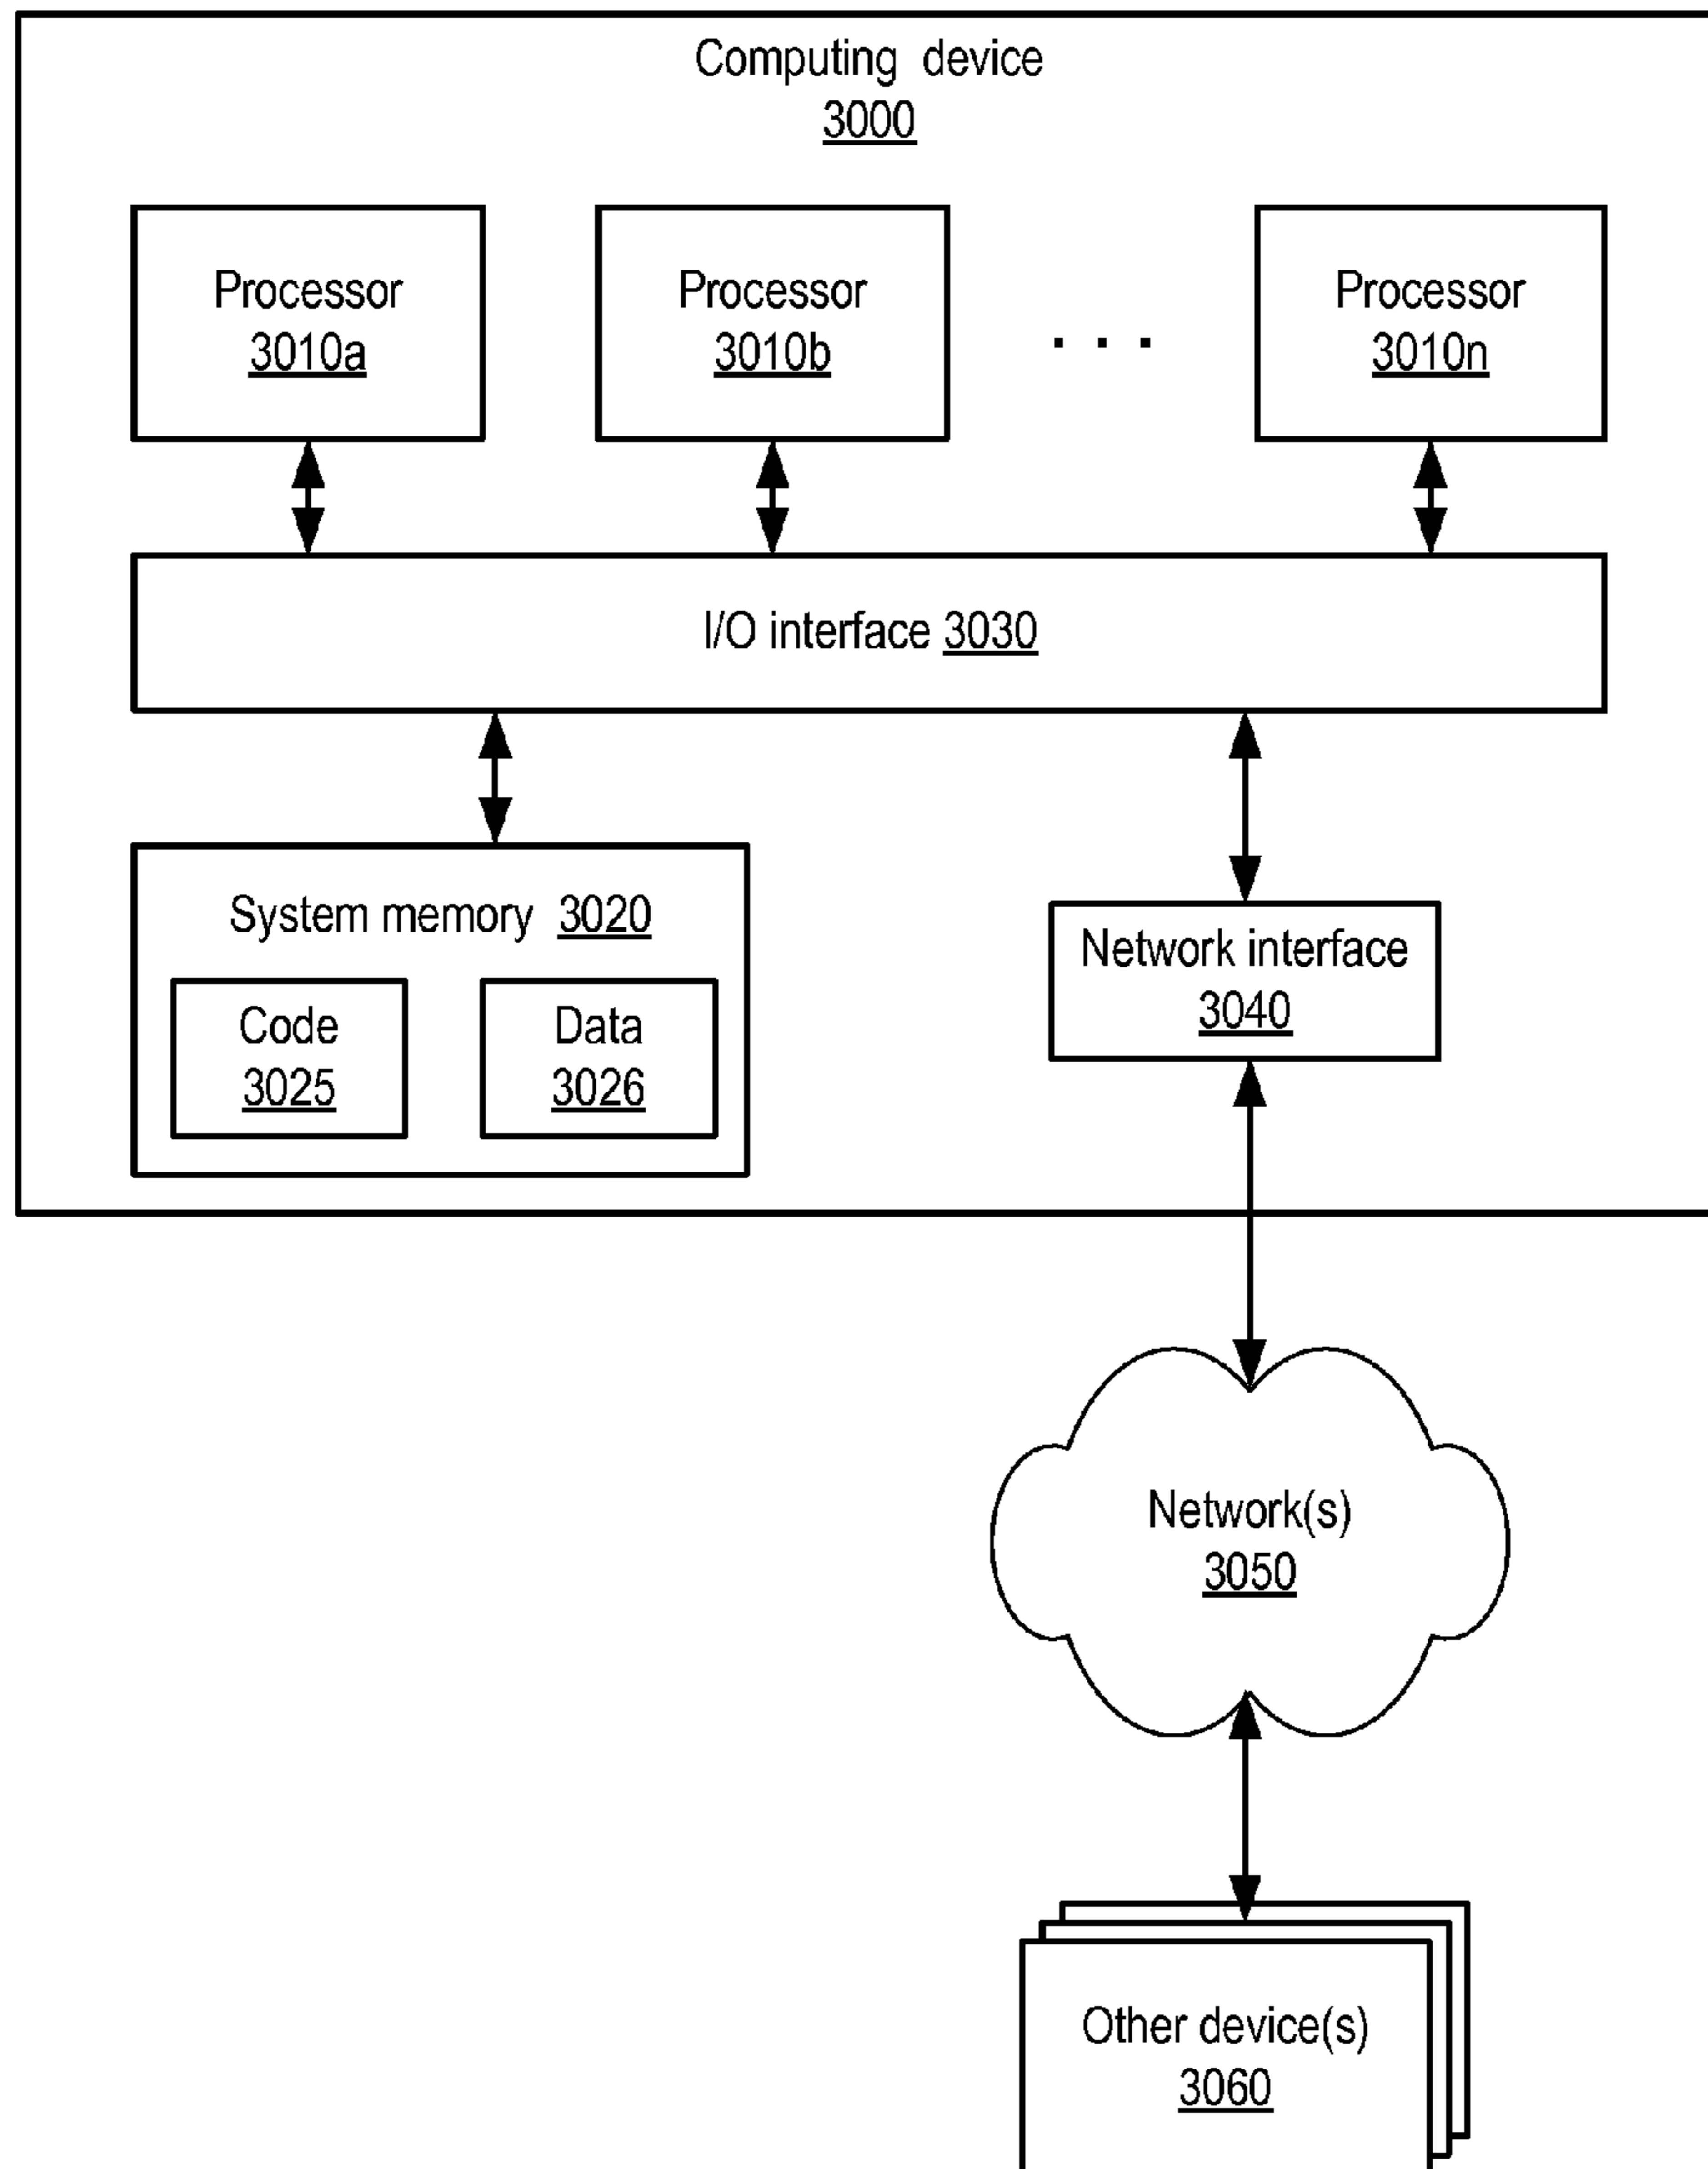 Computing device
3000
Processor
3010a
Processor
3010b
. . .
Processor
3010n
I/O interface 3030
System memory 3020
Code
3025
Data
3026
Network interface
3040
Network(s)
3050
Other device(s)
3060